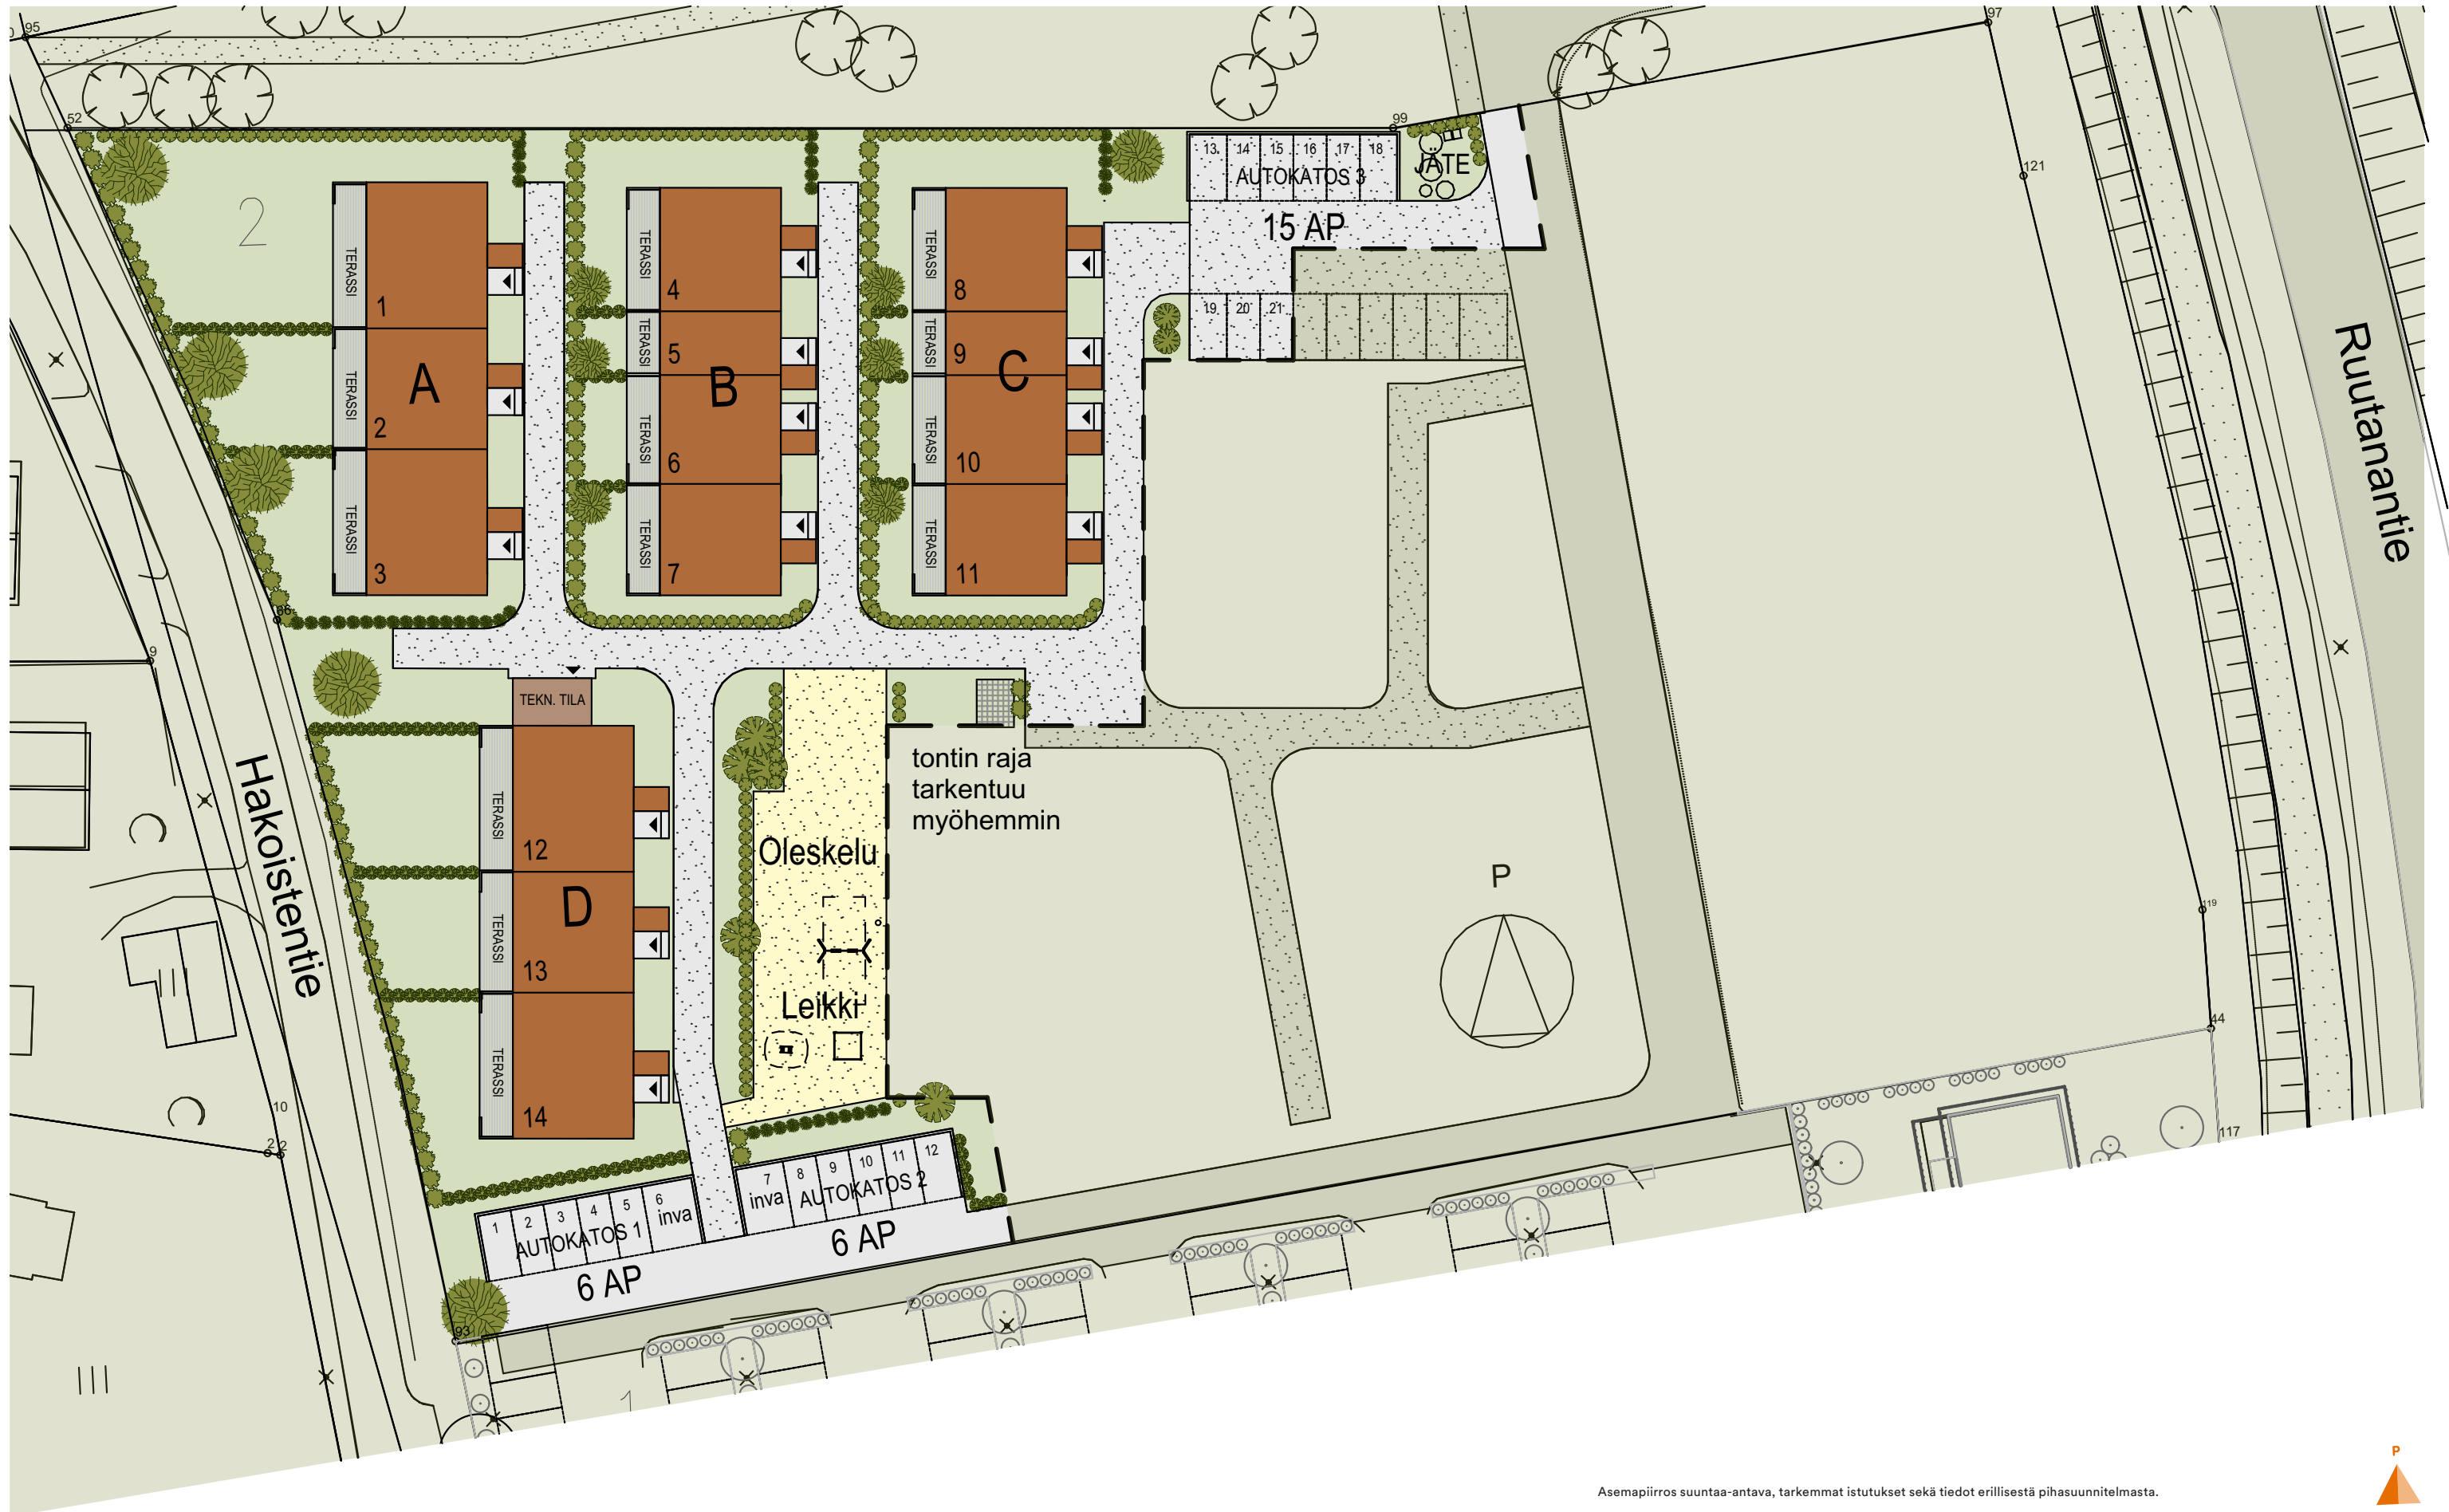 95
97
52
99
121
13 14 15 16 17 18
AUTOKATOS 3
JÄTE
15 AP
19 20 21
2
TERASSI
1
TERASSI
2
TERASSI
3
A
TERASSI
4
TERASSI
5
TERASSI
6
TERASSI
7
B
TERASSI
8
TERASSI
9
TERASSI
10
TERASSI
11
C
Ruutanantie
86
9
TEKN. TILA
Hakoistentie
TERASSI
12
TERASSI
13
TERASSI
14
D
tontin raja
tarkentuu
myöhemmin
Oleskelu
Leikki
P
119
44
117
10
2 2
1 2 3 4 5 6
inva
AUTOKATOS 1
6 AP
7 8 9 10 11 12
inva
AUTOKATOS 2
6 AP
93
1
P
Asemapiirros suuntaa-antava, tarkemmat istutukset sekä tiedot erillisestä pihasuunnitelmasta.